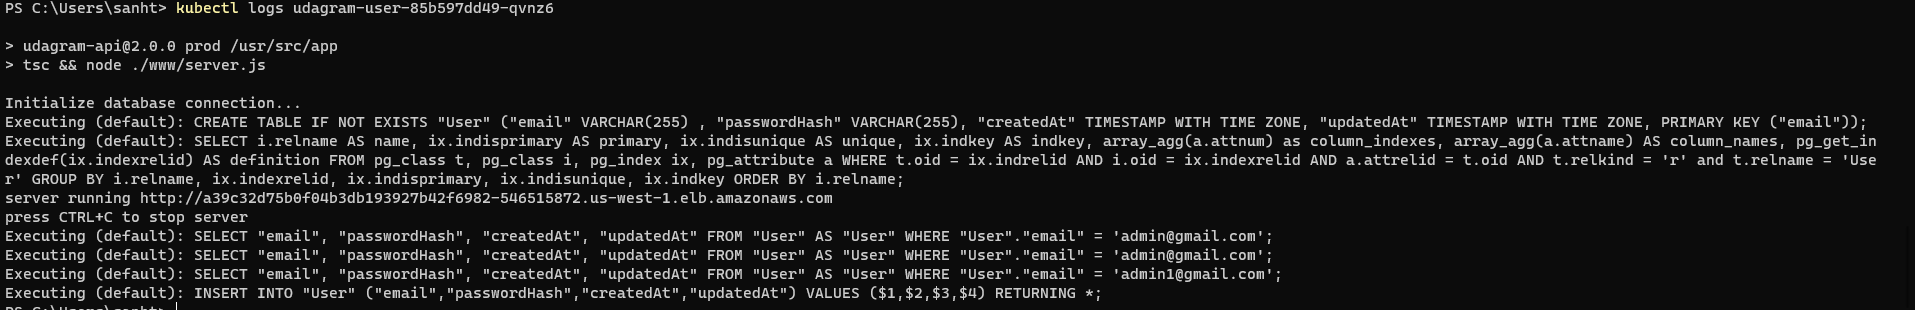 PS C:\Users\sanht> kubectl logs udagram-user-85b597dd49-qvnz6
> udagram-api@2.0.0 prod /usr/src/app
> tsc && node ./www/server.js
Initialize database connection...
Executing (default): CREATE TABLE IF NOT EXISTS "User" ("email" VARCHAR(255) , "passwordHash" VARCHAR(255), "createdAt" TIMESTAMP WITH TIME ZONE, "updatedAt" TIMESTAMP WITH TIME ZONE, PRIMARY KEY ("email"));
Executing (default): SELECT i.relname AS name, ix.indisprimary AS primary, ix.indisunique AS unique, ix.indkey AS indkey, array_agg(a.attnum) as column_indexes, array_agg(a.attname) AS column_names, pg_get_in
dexdef(ix.indexrelid) AS definition FROM pg_class t, pg_class i, pg_index ix, pg_attribute a WHERE t.oid = ix.indrelid AND i.oid = ix.indexrelid AND a.attrelid = t.oid AND t.relkind = 'r' and t.relname = 'Use
r' GROUP BY i.relname, ix.indexrelid, ix.indisprimary, ix.indisunique, ix.indkey ORDER BY i.relname;
server running http://a39c32d75b0f04b3db193927b42f6982-546515872.us-west-1.elb.amazonaws.com
press CTRL+C to stop server
Executing (default): SELECT "email", "passwordHash", "createdAt", "updatedAt" FROM "User" AS "User" WHERE "User"."email" = 'admin@gmail.com';
Executing (default): SELECT "email", "passwordHash", "createdAt", "updatedAt" FROM "User" AS "User" WHERE "User"."email" = 'admin@gmail.com';
Executing (default): SELECT "email", "passwordHash", "createdAt", "updatedAt" FROM "User" AS "User" WHERE "User"."email" = 'admin1@gmail.com';
Executing (default): INSERT INTO "User" ("email","passwordHash","createdAt","updatedAt") VALUES ($1,$2,$3,$4) RETURNING *;
PS C:\Users\sanht>